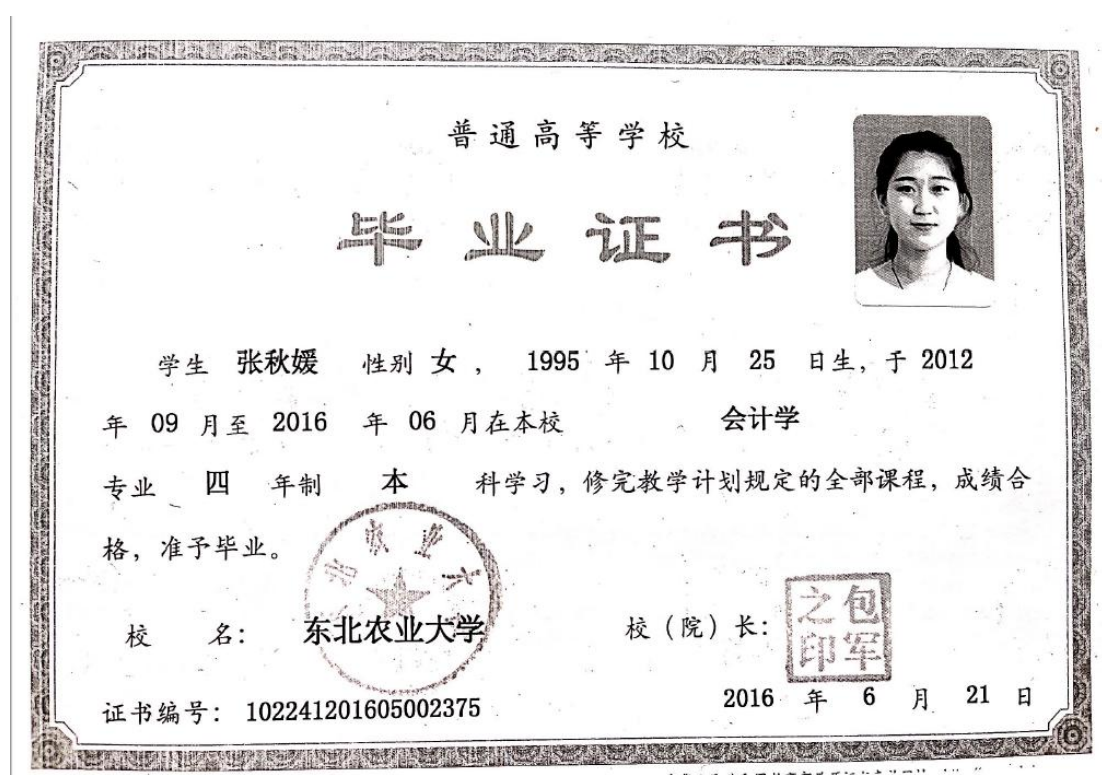 普通高等学校
毕业证书
学生 张秋媛 性别 女 , 1995 年 10 月 25 日生, 于 2012
年 09 月至 2016 年 06 月在本校 会计学
专业 四 年制 本 科学习, 修完教学计划规定的全部课程, 成绩合
格, 准予毕业。
校 名: 东北农业大学 校（院）长: 包军之印
证书编号: 102241201605002375 2016 年 6 月 21 日